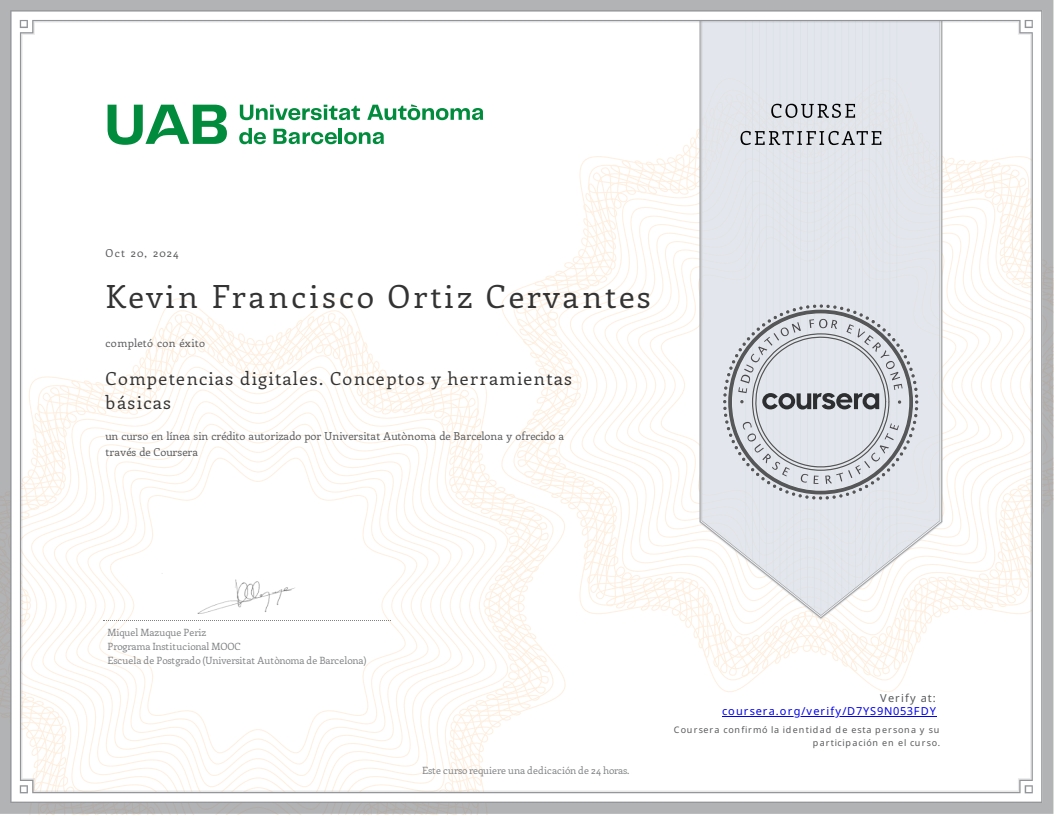 UAB Universitat Autònoma
de Barcelona
COURSE
CERTIFICATE
Oct 20, 2024
Kevin Francisco Ortiz Cervantes
completó con éxito
Competencias digitales. Conceptos y herramientas
básicas
un curso en línea sin crédito autorizado por Universitat Autònoma de Barcelona y ofrecido a
través de Coursera
EDUCATION FOR EVERYONE
coursera
COURSE CERTIFICATE
Miquel Mazuque Periz
Programa Institucional MOOC
Escuela de Postgrado (Universitat Autònoma de Barcelona)
Verify at:
coursera.org/verify/D7YS9N053FDY
Coursera confirmó la identidad de esta persona y su
participación en el curso.
Este curso requiere una dedicación de 24 horas.